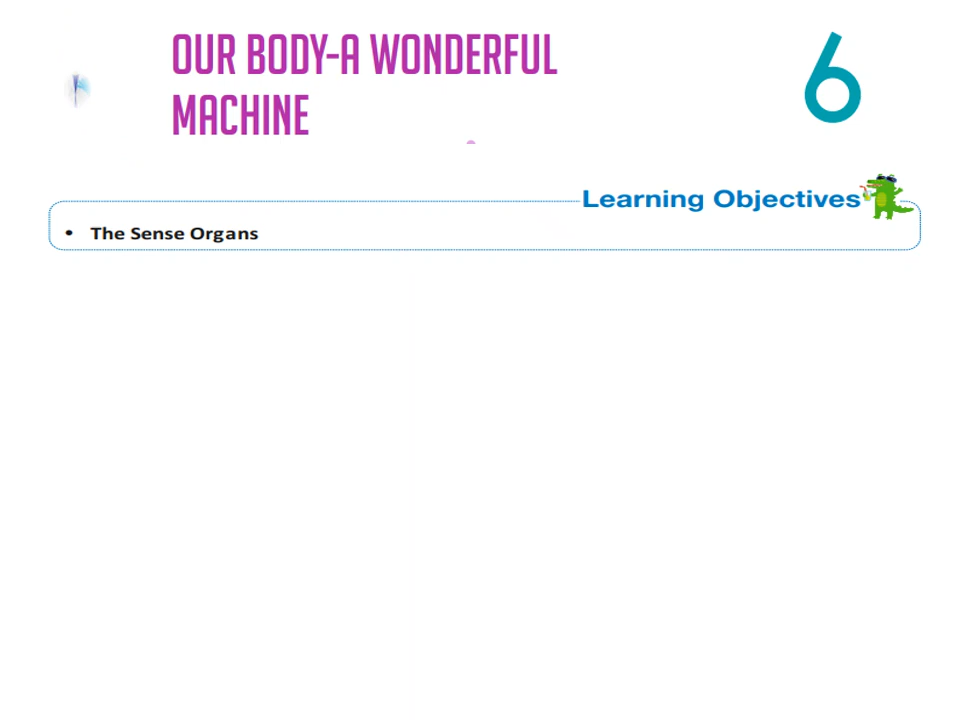 OUR BODY-A WONDERFUL
MACHINE
6
Learning Objectives
• The Sense Organs